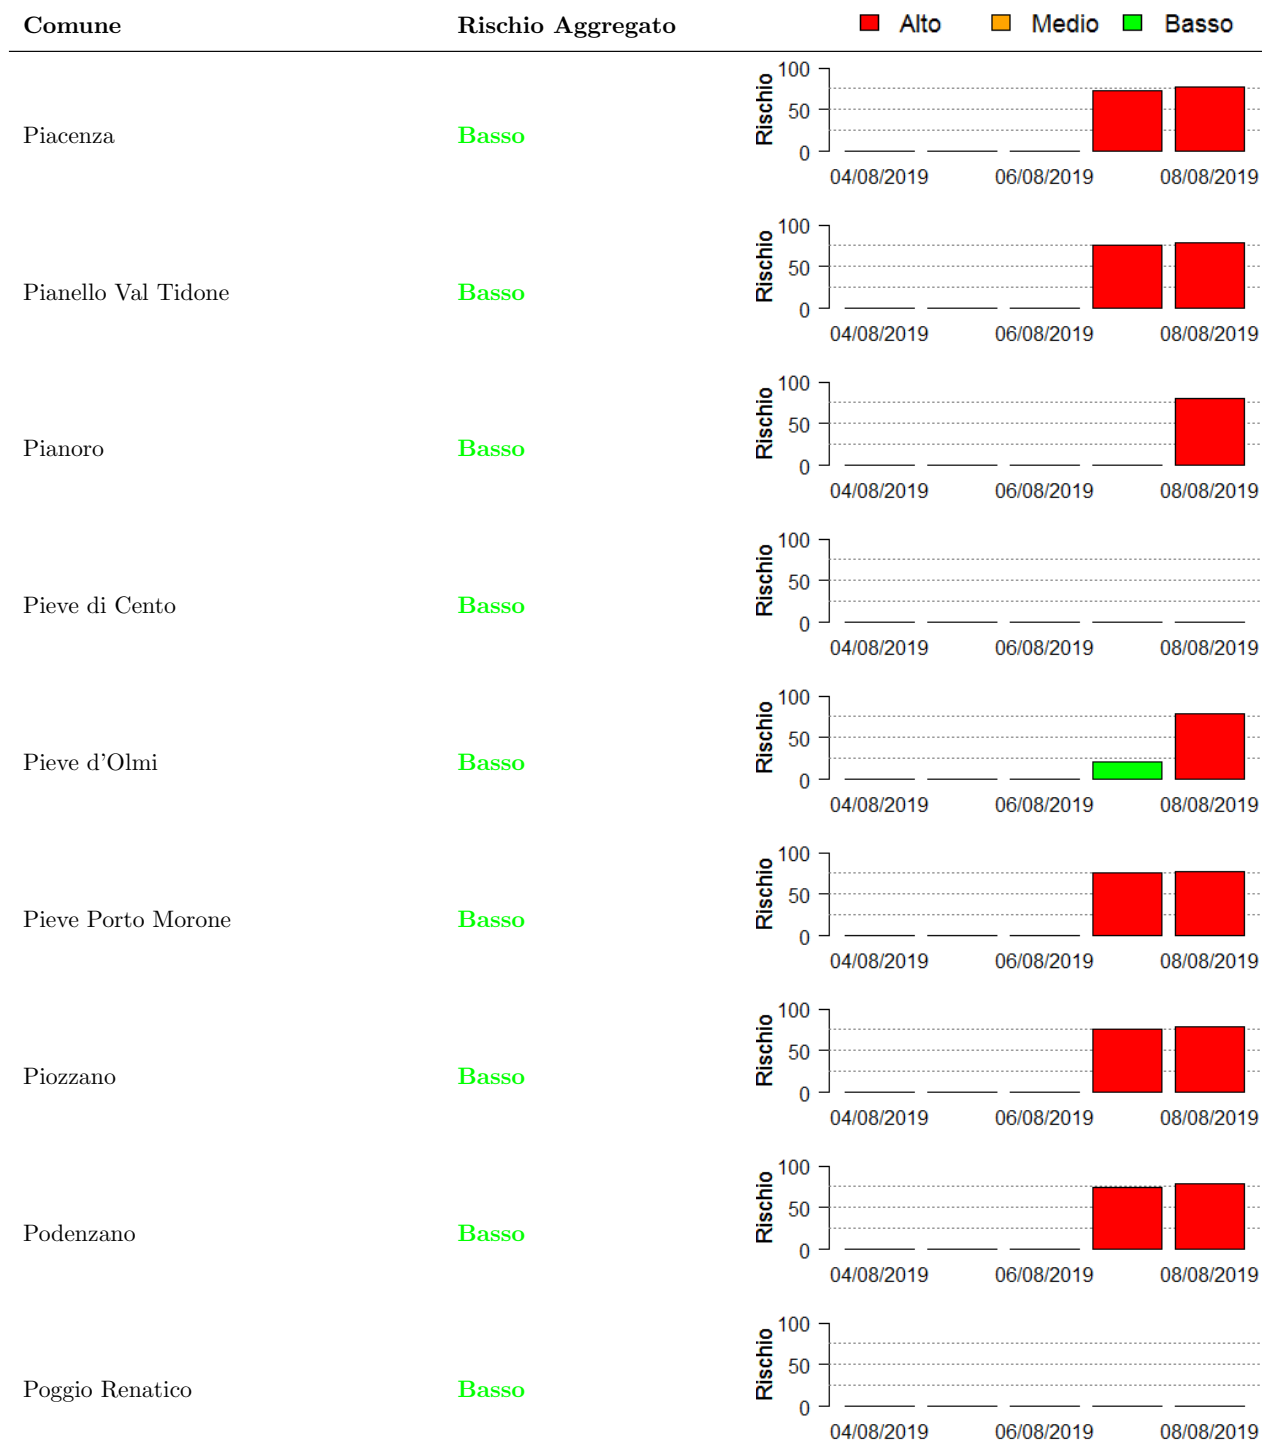 Comune Rischio Aggregato Alto Medio Basso
Piacenza Basso
Rischio
100
50
0
04/08/2019 06/08/2019 08/08/2019
Pianello Val Tidone Basso
Rischio
100
50
0
04/08/2019 06/08/2019 08/08/2019
Pianoro Basso
Rischio
100
50
0
04/08/2019 06/08/2019 08/08/2019
Pieve di Cento Basso
Rischio
100
50
0
04/08/2019 06/08/2019 08/08/2019
Pieve d'Olmi Basso
Rischio
100
50
0
04/08/2019 06/08/2019 08/08/2019
Pieve Porto Morone Basso
Rischio
100
50
0
04/08/2019 06/08/2019 08/08/2019
Piozzano Basso
Rischio
100
50
0
04/08/2019 06/08/2019 08/08/2019
Podenzano Basso
Rischio
100
50
0
04/08/2019 06/08/2019 08/08/2019
Poggio Renatico Basso
Rischio
100
50
0
04/08/2019 06/08/2019 08/08/2019